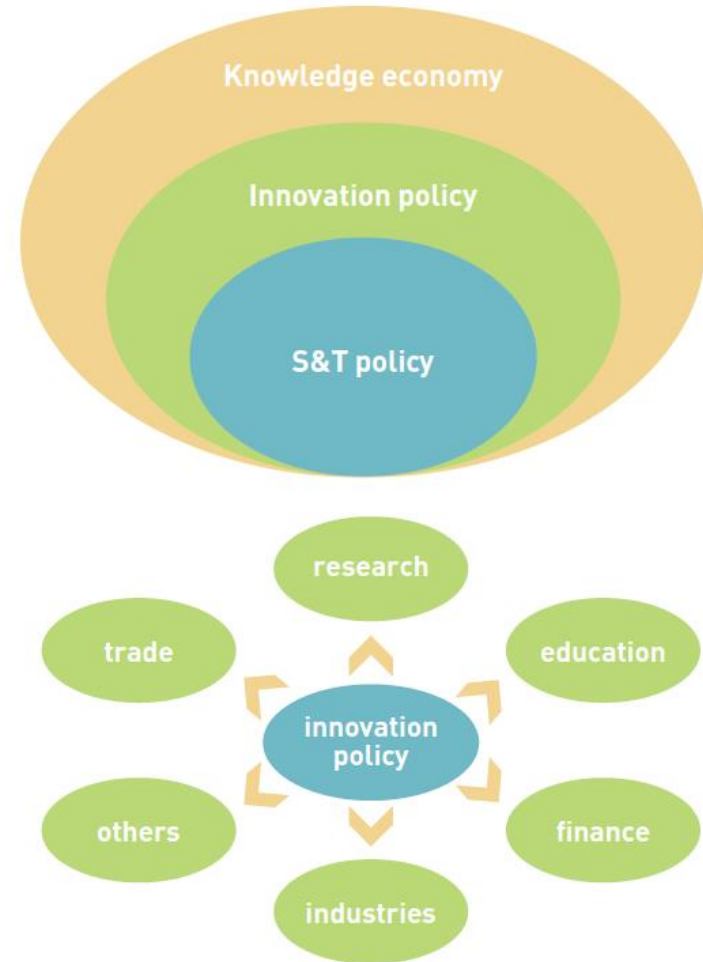 Knowledge economy
Innovation policy
S&T policy
research
trade
education
innovation
policy
others
finance
industries